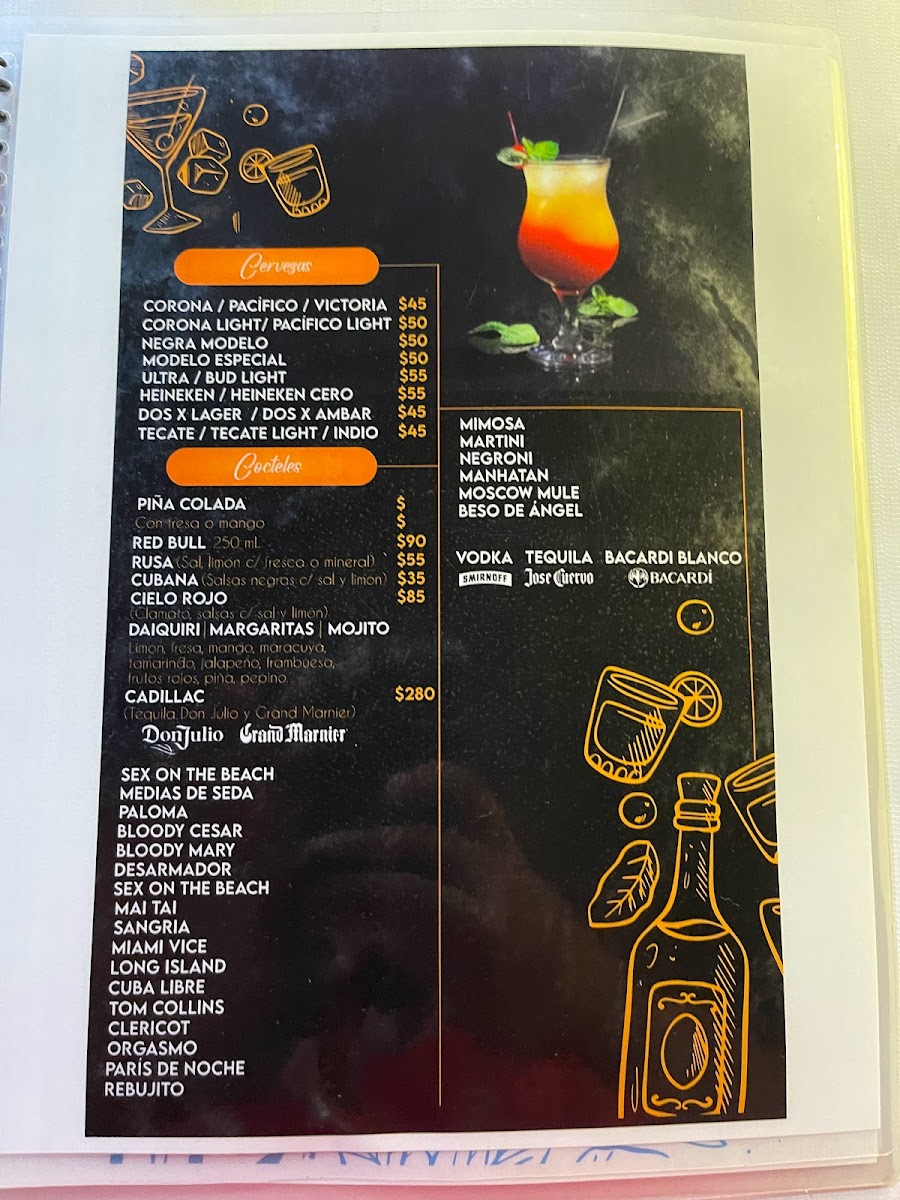 Cervezas
CORONA / PACÍFICO / VICTORIA $45
CORONA LIGHT/ PACÍFICO LIGHT $50
NEGRA MODELO $50
MODELO ESPECIAL $50
ULTRA / BUD LIGHT $55
HEINEKEN / HEINEKEN CERO $55
DOS X LAGER / DOS X AMBAR $45
TECATE / TECATE LIGHT / INDIO $45
Cocteles
PIÑA COLADA $
Con fresa o mango $
RED BULL 250 mL $90
RUSA (Sal, limon c/ fresca o mineral) $55
CUBANA (Salsas negras c/ sal y limón) $35
CIELO ROJO $85
(Clamato, salsas c/ sal y limón)
DAIQUIRI | MARGARITAS | MOJITO
Limon, fresa, mango, maracuya,
tamarindo, jalapeño, frambuesa,
frutos rojos, piña, pepino.
CADILLAC $280
(Tequila Don Julio y Grand Marnier)
Don Julio Grand Marnier
SEX ON THE BEACH
MEDIAS DE SEDA
PALOMA
BLOODY CESAR
BLOODY MARY
DESARMADOR
SEX ON THE BEACH
MAI TAI
SANGRIA
MIAMI VICE
LONG ISLAND
CUBA LIBRE
TOM COLLINS
CLERICOT
ORGASMO
PARÍS DE NOCHE
REBUJITO
MIMOSA
MARTINI
NEGRONI
MANHATAN
MOSCOW MULE
BESO DE ÁNGEL
VODKA TEQUILA BACARDI BLANCO
SMIRNOFF Jose Cuervo BACARDÍ